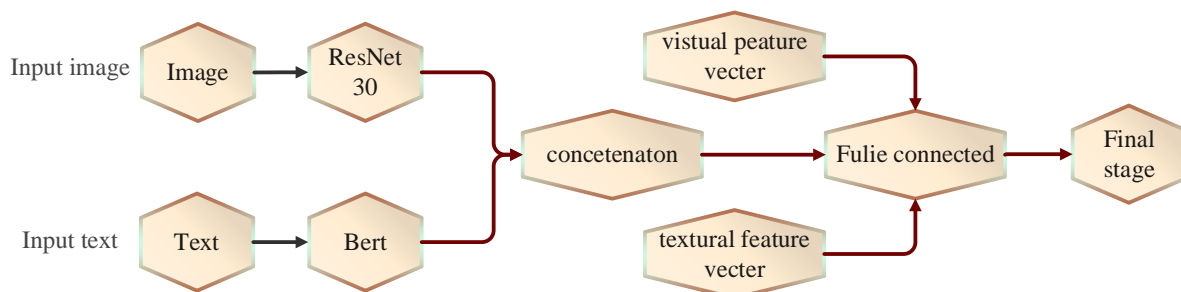 Input image
Image
ResNet
30
vistual peature
vecter
concetenaton
Fulie connected
Final
stage
Input text
Text
Bert
textural feature
vecter